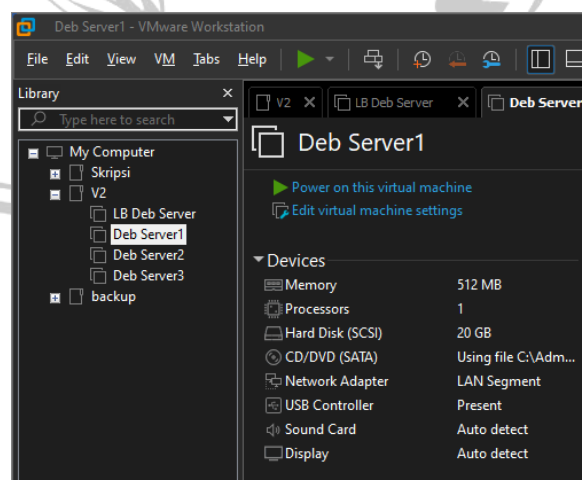 Deb Server1 - VMware Workstation
File Edit View VM Tabs Help
Library
Type here to search
My Computer
Skripsi
V2
LB Deb Server
Deb Server1
Deb Server2
Deb Server3
backup
V2 LB Deb Server Deb Server
Deb Server1
Power on this virtual machine
Edit virtual machine settings
Devices
Memory 512 MB
Processors 1
Hard Disk (SCSI) 20 GB
CD/DVD (SATA) Using file C:\Adm...
Network Adapter LAN Segment
USB Controller Present
Sound Card Auto detect
Display Auto detect